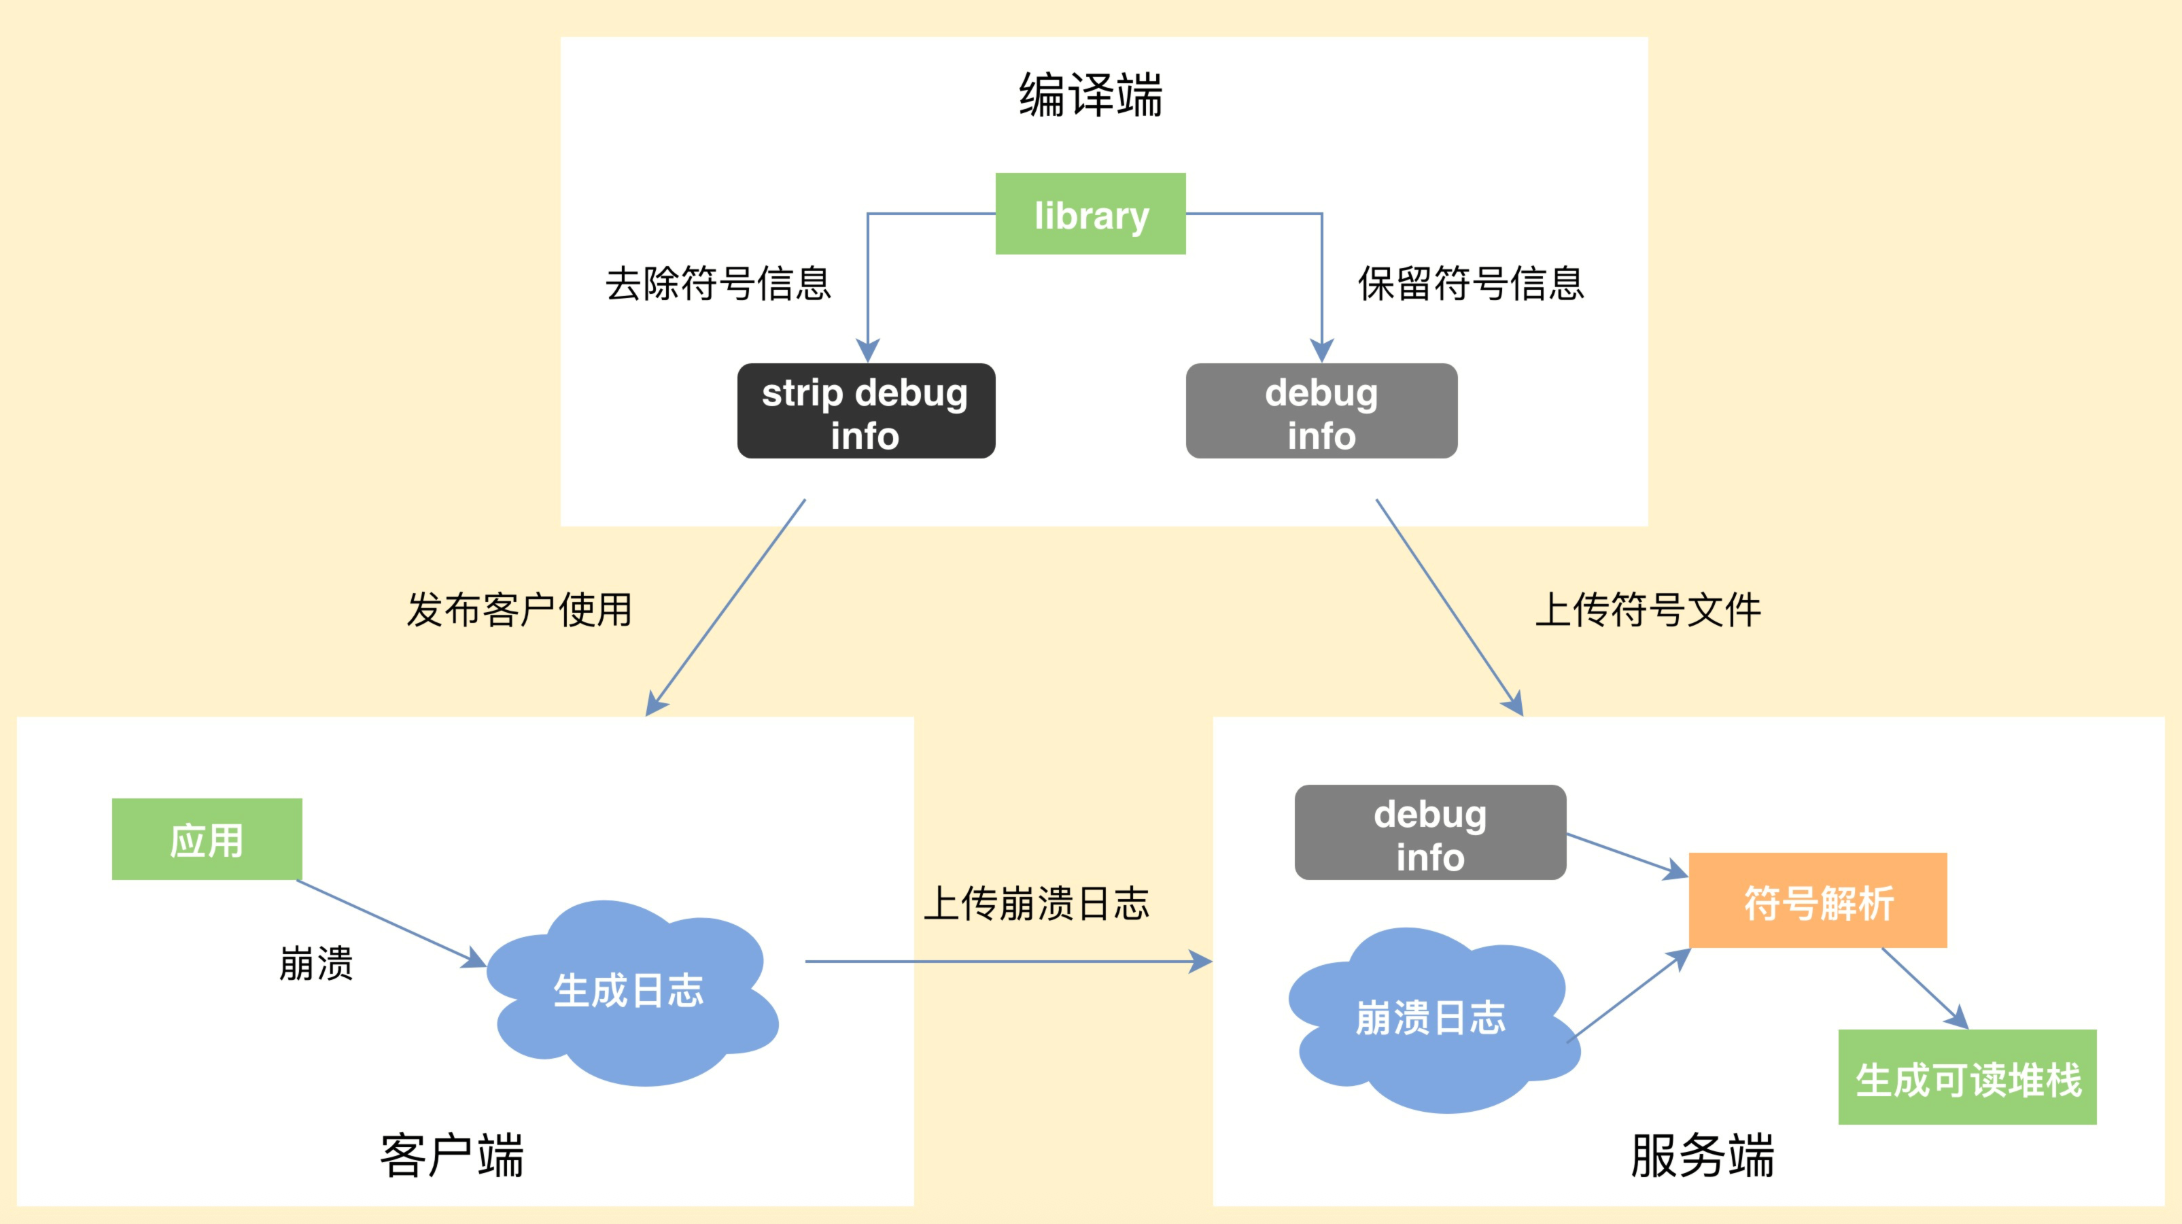 编译端
library
去除符号信息
保留符号信息
strip debug
info
debug
info
发布客户使用
上传符号文件
应用
崩溃
生成日志
客户端
上传崩溃日志
debug
info
符号解析
崩溃日志
生成可读堆栈
服务端